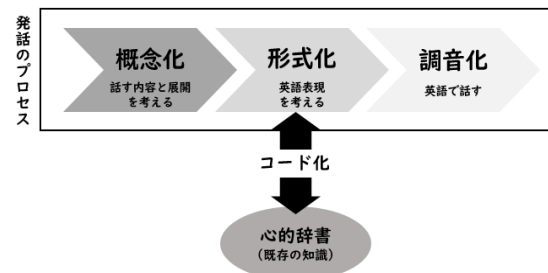 発話のプロセス
概念化
話す内容と展開
を考える
形式化
英語表現
を考える
調音化
英語で話す
コード化
心的辞書
（既存の知識）